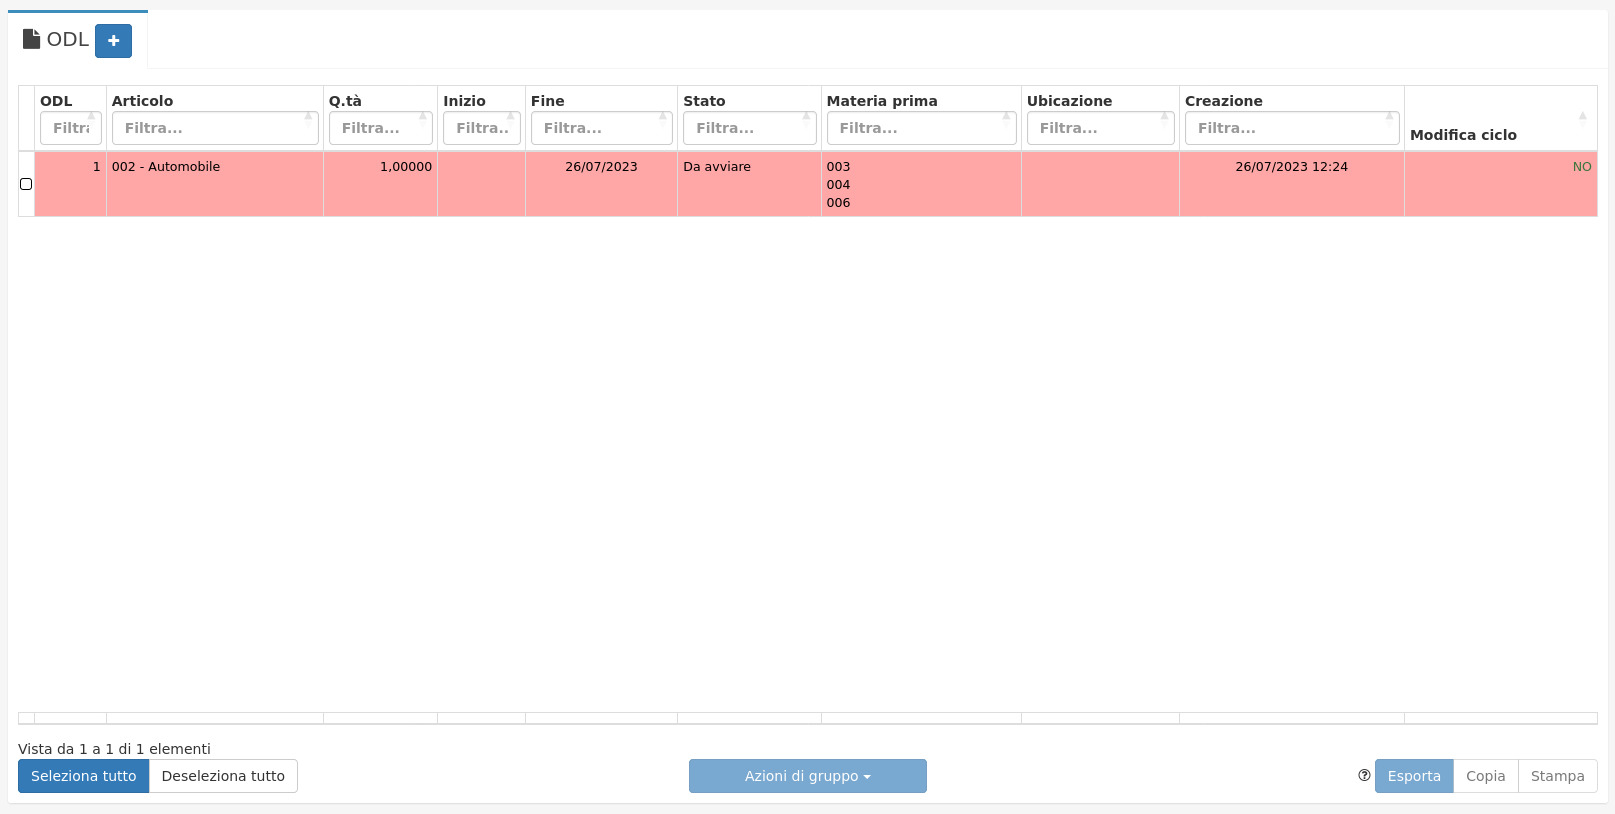 ODL
ODL Articolo Q.tà Inizio Fine Stato Materia prima Ubicazione Creazione Modifica ciclo
Filtra Filtra... Filtra... Filtra.. Filtra... Filtra... Filtra... Filtra... Filtra...
1 002 - Automobile 1,00000 26/07/2023 Da avviare 003 26/07/2023 12:24 NO
004
006
Vista da 1 a 1 di 1 elementi
Seleziona tutto Deseleziona tutto Azioni di gruppo Esporta Copia Stampa